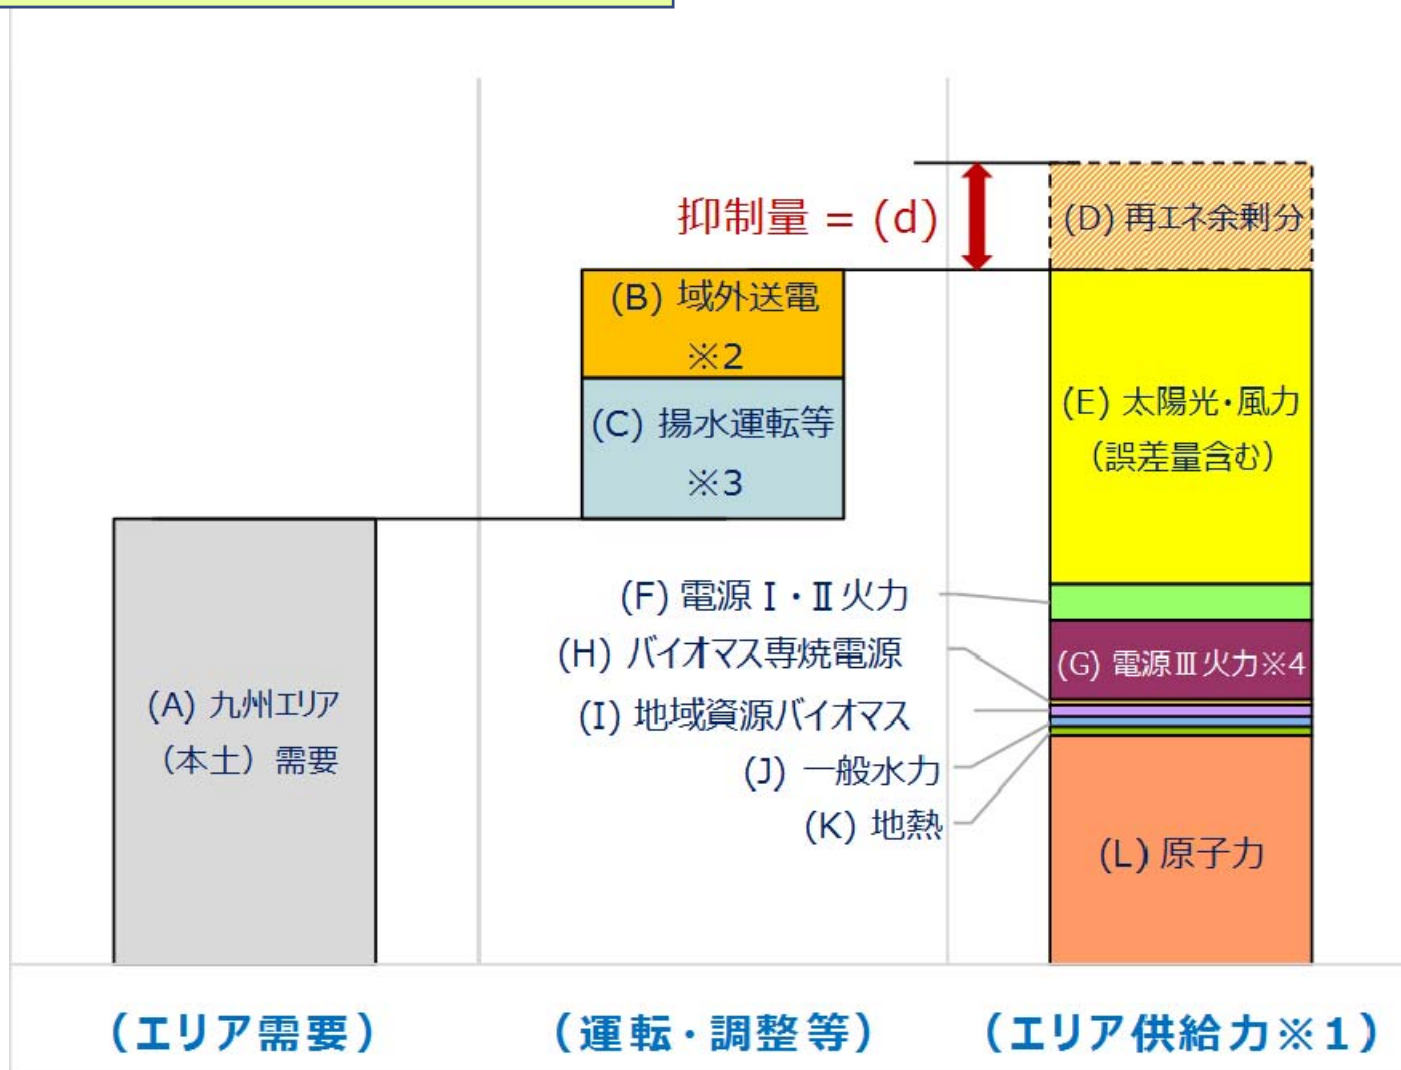 抑制量 = (d)
(D) 再エネ余剰分
(B) 域外送電
※2
(C) 揚水運転等
※3
(E) 太陽光・風力
(誤差量含む)
(F) 電源Ⅰ・Ⅱ火力
(H) バイオマス専焼電源
(G) 電源Ⅲ火力※4
(A) 九州エリア
(本土) 需要
(I) 地域資源バイオマス
(J) 一般水力
(K) 地熱
(L) 原子力
(エリア需要)
(運転・調整等)
(エリア供給力※1)